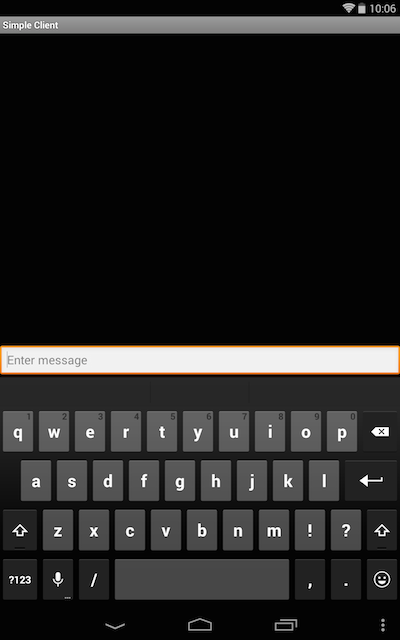 10:06
Simple Client
Enter message
1 2 3 4 5 6 7 8 9 0
q w e r t y u i o p
a s d f g h j k l
z x c v b n m ! ?
?123 ... / , .